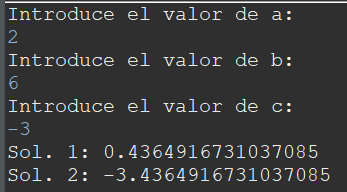 Introduce el valor de a:
2
Introduce el valor de b:
6
Introduce el valor de c:
-3
Sol. 1: 0.4364916731037085
Sol. 2: -3.4364916731037085